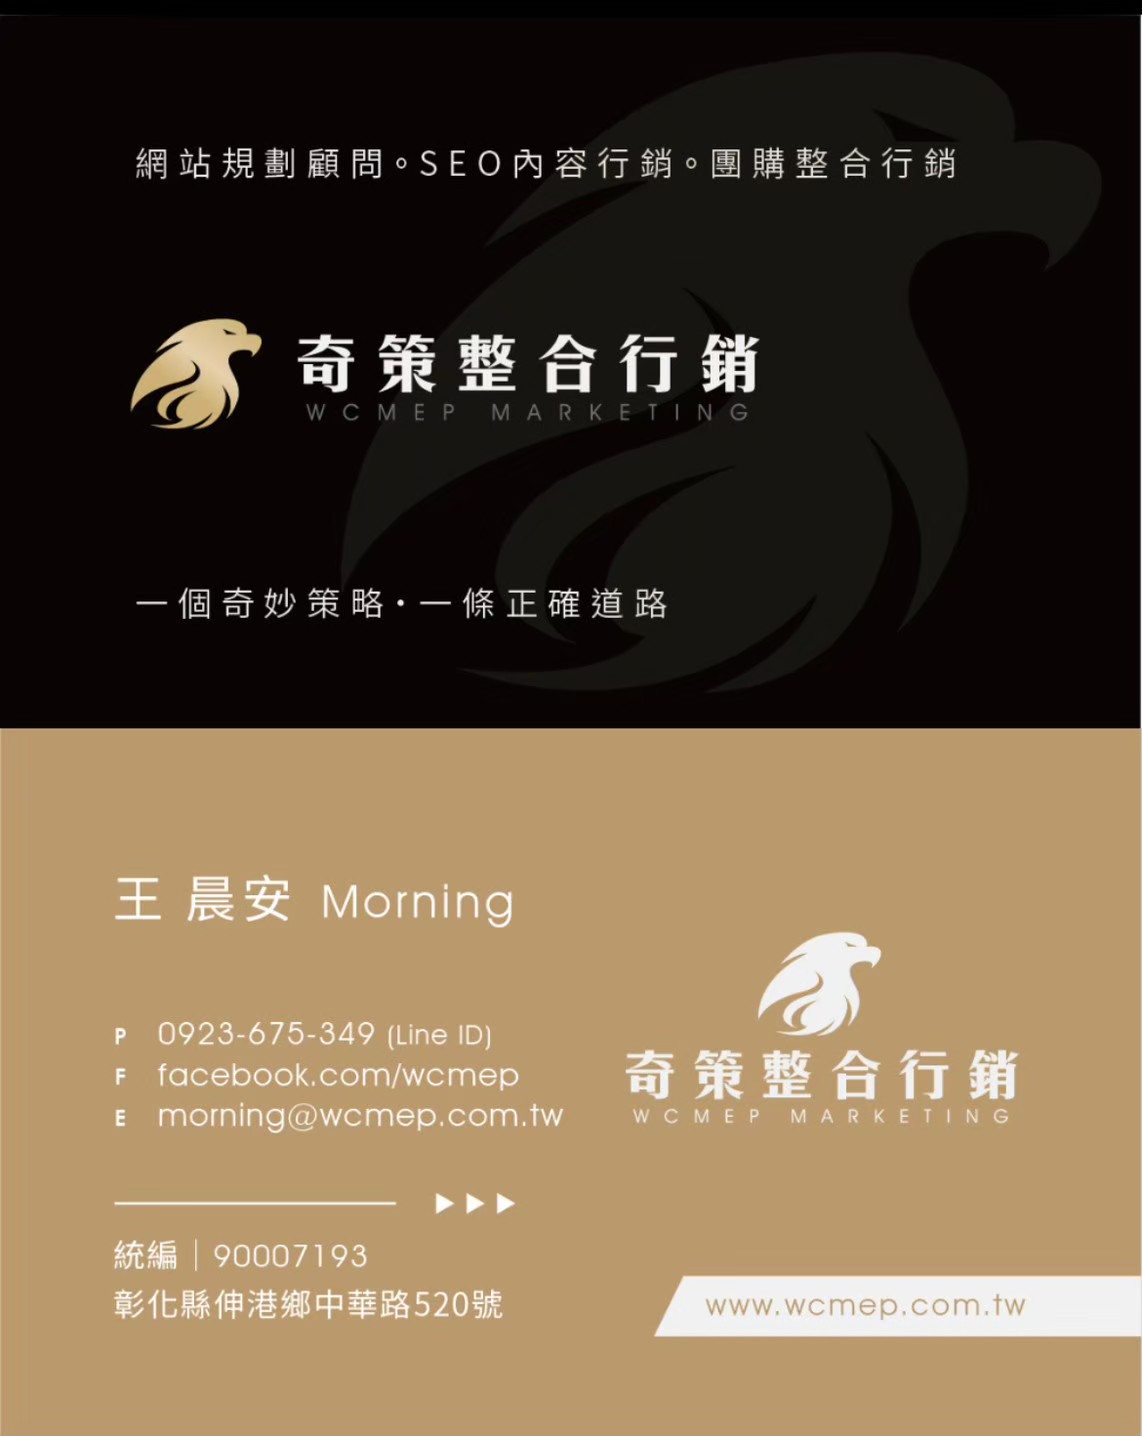 網站規劃顧問。SEO內容行銷。團購整合行銷
奇策整合行銷
WCMEP MARKETING
一個奇妙策略・一條正確道路
王 晨安 Morning
P 0923-675-349 (Line ID)
F facebook.com/wcmep
E morning@wcmep.com.tw
奇策整合行銷
WCMEP MARKETING
統編｜90007193
彰化縣伸港鄉中華路520號
www.wcmep.com.tw